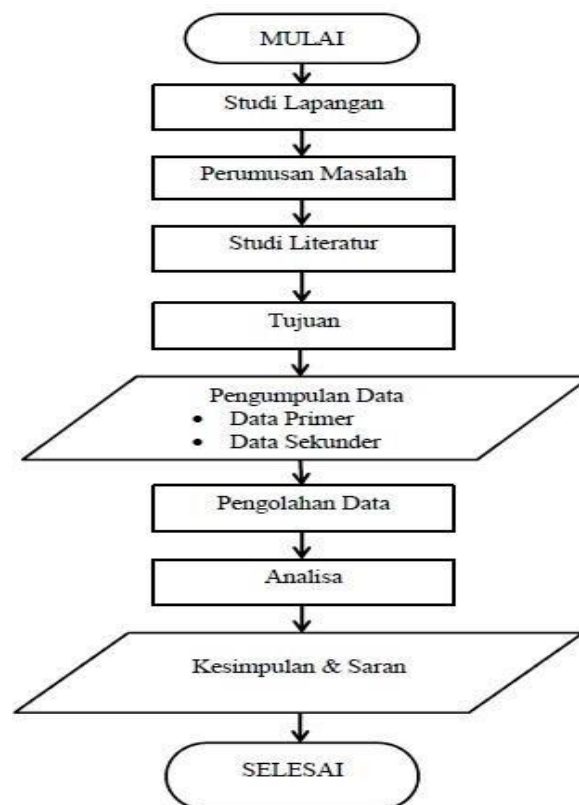 MULAI
Studi Lapangan
Perumusan Masalah
Studi Literatur
Tujuan
Pengumpulan Data
• Data Primer
• Data Sekunder
Pengolahan Data
Analisa
Kesimpulan & Saran
SELESAI